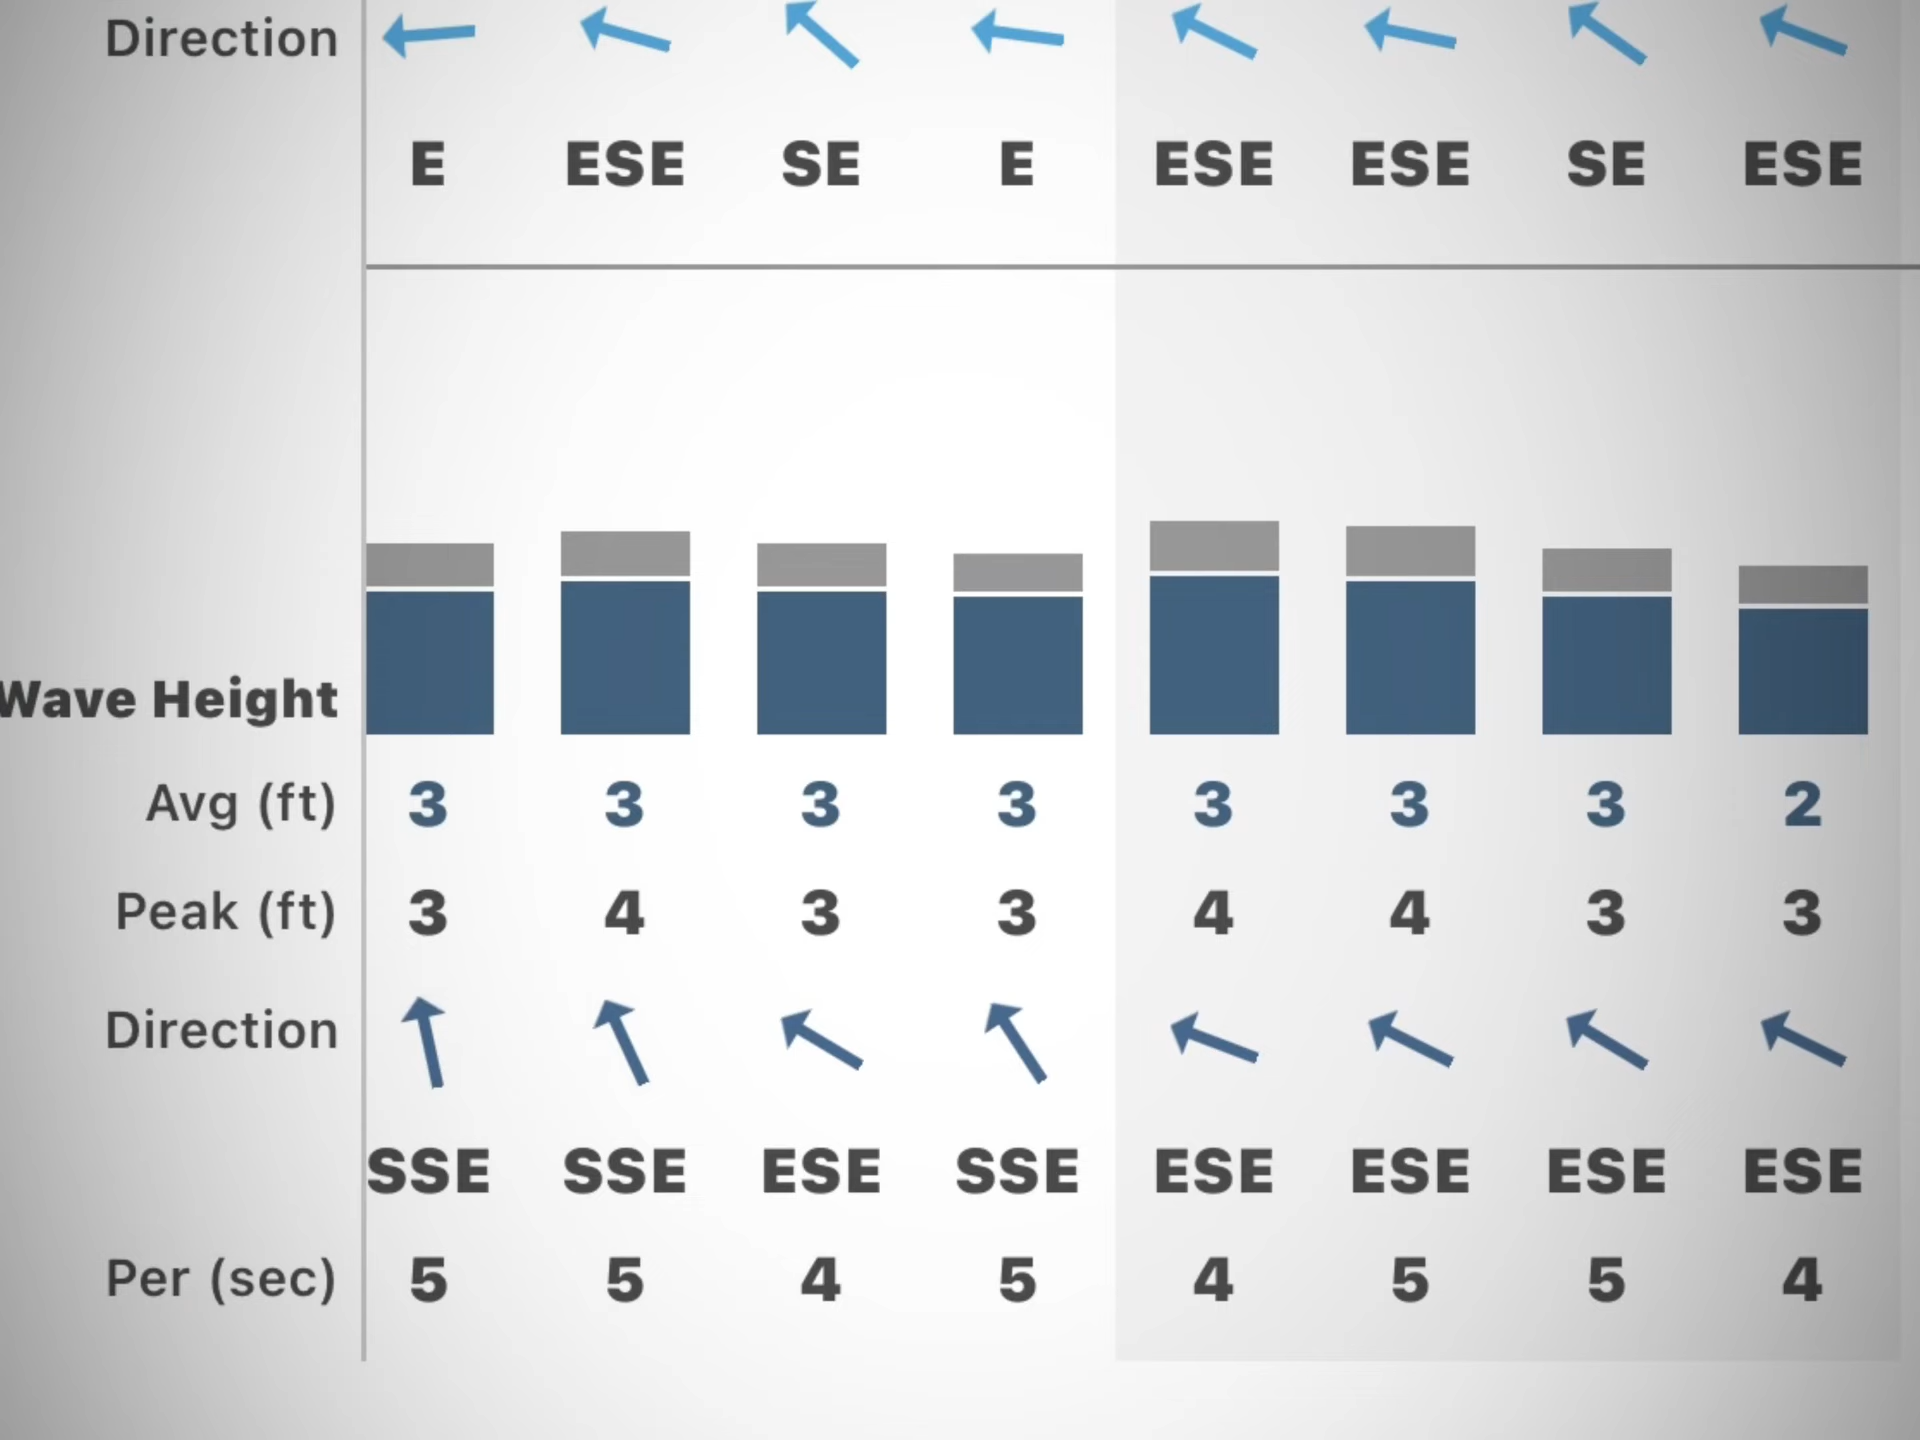 Direction
E ESE SE E ESE ESE SE ESE
Wave Height
Avg (ft) 3 3 3 3 3 3 3 2
Peak (ft) 3 4 3 3 4 4 3 3
Direction
SSE SSE ESE SSE ESE ESE ESE ESE
Per (sec) 5 5 4 5 4 5 5 4